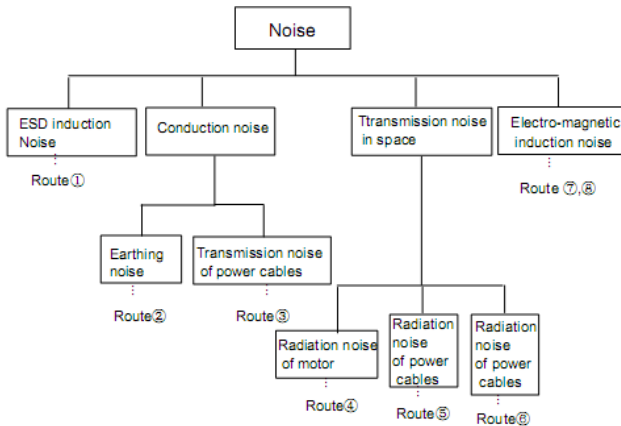 Noise
ESD induction
Noise
Route①
Conduction noise
Ttransmission noise
in space
Electro-magnetic
induction noise
Route ⑦,⑧
Earthing
noise
Route②
Transmission noise
of power cables
Route③
Radiation noise
of motor
Route④
Radiation
noise
of power
cables
Route⑤
Radiation
noise
of power
cables
Route⑥